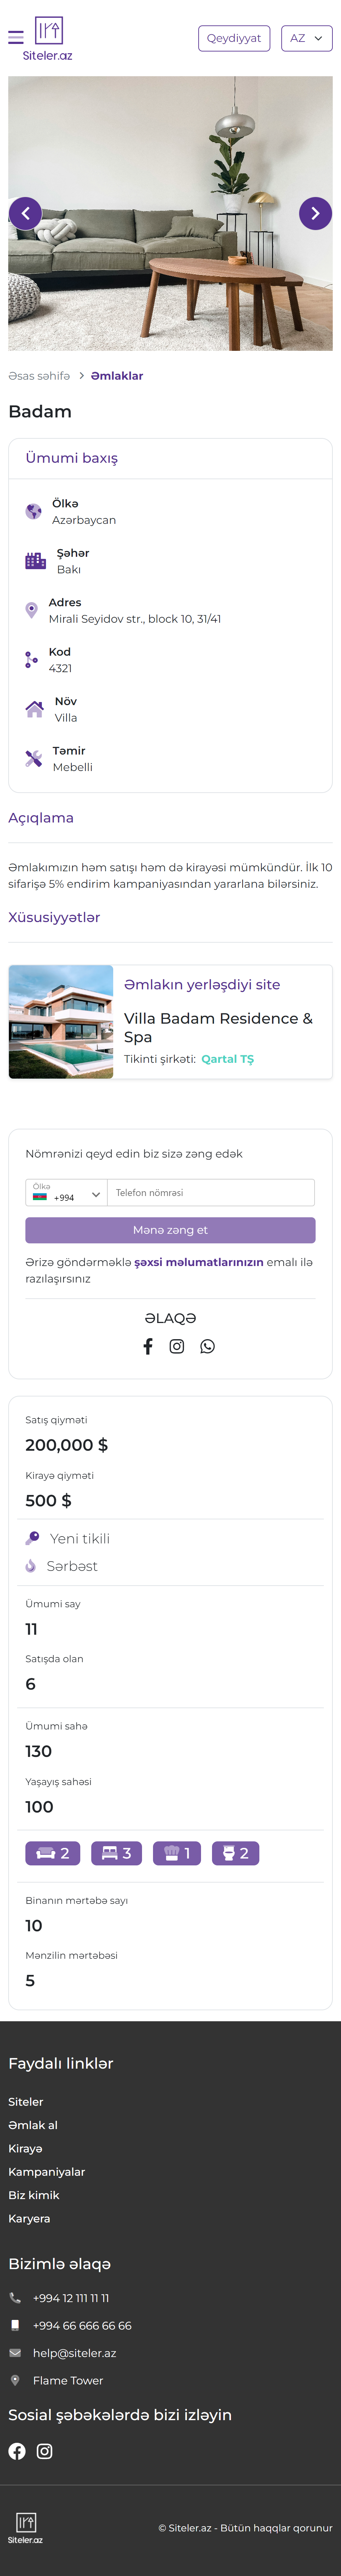 Siteler.az
Qeydiyyat
AZ
Əsas səhifə
Əmlaklar
Badam
Ümumi baxış
Ölkə
Azərbaycan
Şəhər
Bakı
Adres
Mirali Seyidov str., block 10, 31/41
Kod
4321
Növ
Villa
Təmir
Mebelli
Açıqlama
Əmlakımızın həm satışı həm də kirayəsi mümkündür. İlk 10
sifarişə 5% endirim kampaniyasından yararlana bilərsiniz.
Xüsusiyyətlər
Əmlakın yerləşdiyi site
Villa Badam Residence &
Spa
Tikinti şirkəti: Qartal TŞ
Nömrənizi qeyd edin biz sizə zəng edək
Ölkə
+994
Telefon nömrəsi
Mənə zəng et
Ərizə göndərməklə şəxsi məlumatlarınızın emalı ilə
razılaşırsınız
ƏLAQƏ
Satış qiyməti
200,000 $
Kirayə qiyməti
500 $
Yeni tikili
Sərbəst
Ümumi say
11
Satışda olan
6
Ümumi sahə
130
Yaşayış sahəsi
100
2 3 1 2
Binanın mərtəbə sayı
10
Mənzilin mərtəbəsi
5
Faydalı linklər
Siteler
Əmlak al
Kirayə
Kampaniyalar
Biz kimik
Karyera
Bizimlə əlaqə
+994 12 111 11 11
+994 66 666 66 66
help@siteler.az
Flame Tower
Sosial şəbəkələrdə bizi izləyin
Siteler.az
© Siteler.az - Bütün haqqlar qorunur